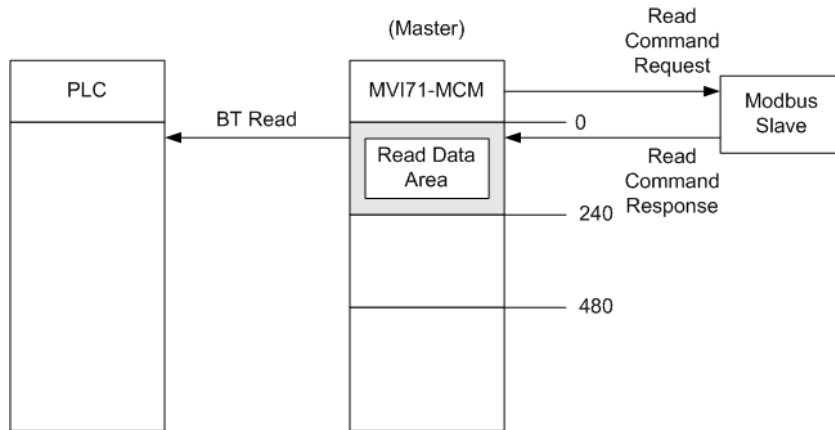 (Master)
Read
Command
Request
PLC
MVI71-MCM
Modbus
Slave
BT Read
0
Read Data
Area
Read
Command
Response
240
480